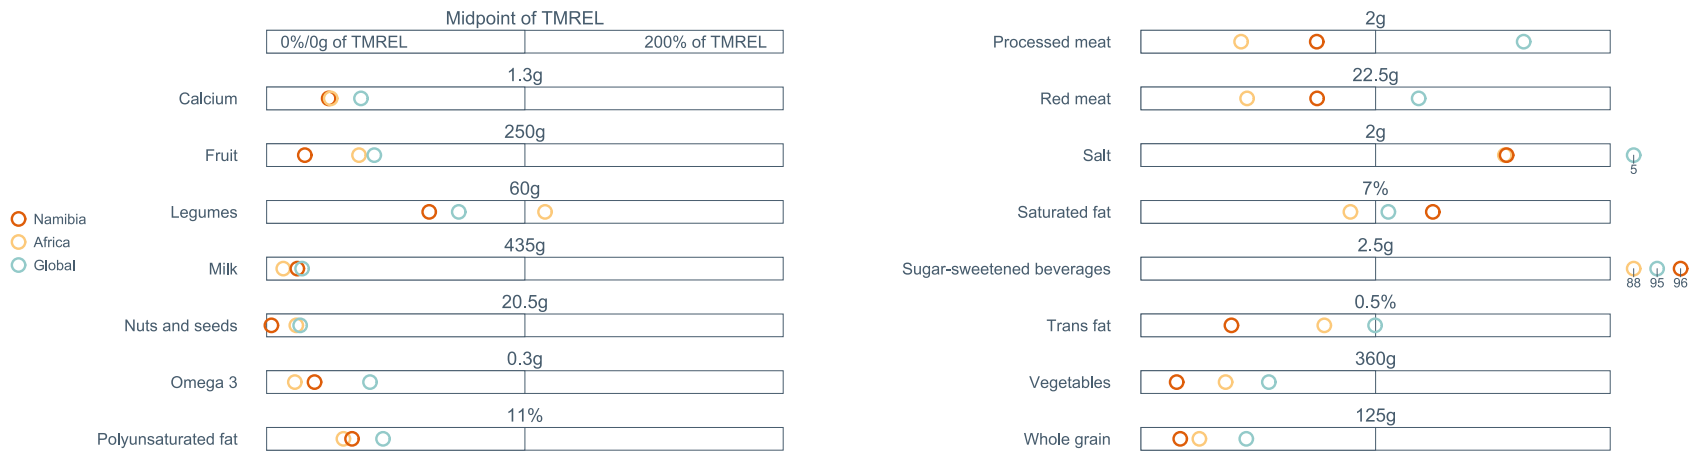 Midpoint of TMREL
0%/0g of TMREL 200% of TMREL
1.3g
Calcium
250g
Fruit
60g
Legumes
435g
Milk
20.5g
Nuts and seeds
0.3g
Omega 3
11%
Polyunsaturated fat
Namibia
Africa
Global
2g
Processed meat
22.5g
Red meat
2g
Salt
5
7%
Saturated fat
2.5g
Sugar-sweetened beverages
88 95 96
0.5%
Trans fat
360g
Vegetables
125g
Whole grain